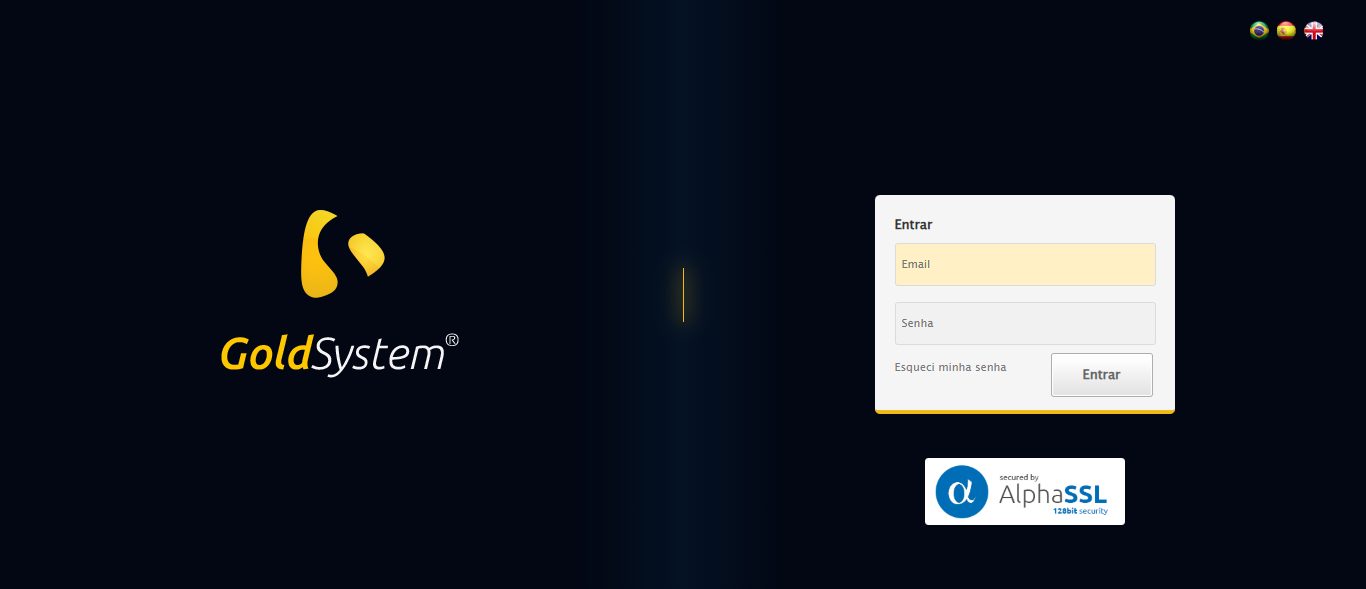 GoldSystem®
Entrar
Email
Senha
Esqueci minha senha
Entrar
secured by
α AlphaSSL
128bit security